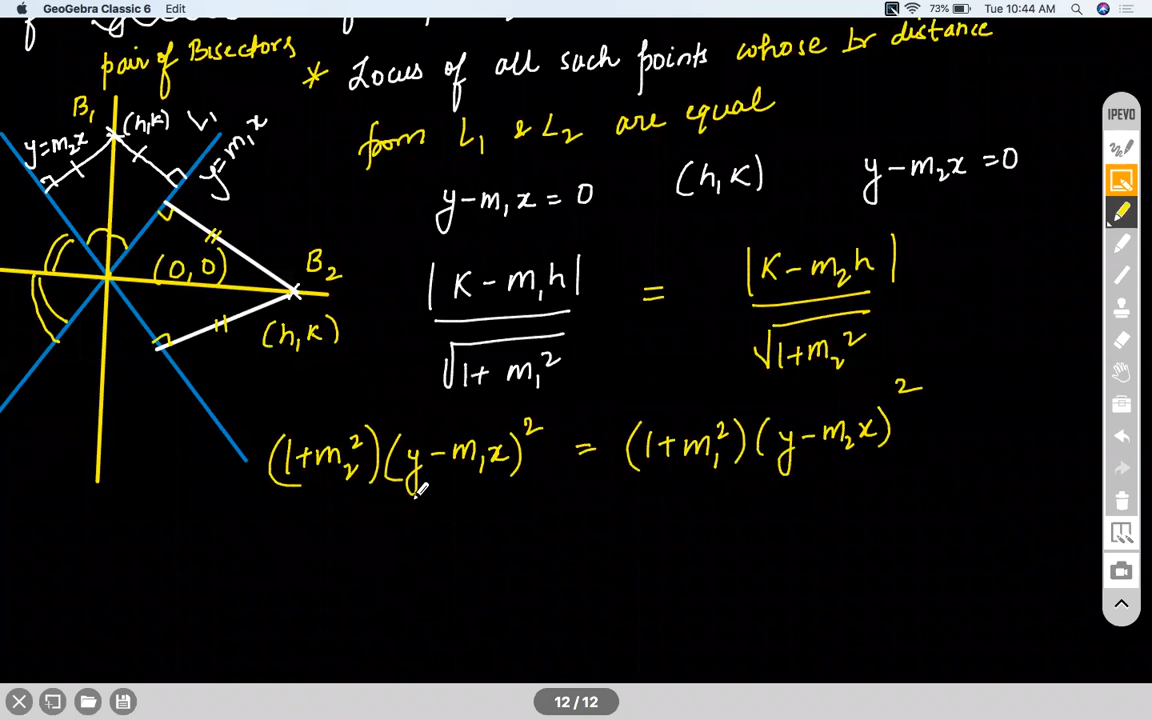 GeoGebra Classic 6 Edit 73% Tue 10:44 AM
pair of Bisectors
* Locus of all such points whose ⊥r distance
from L₁ & L₂ are equal
B₁ (h,k) L₁
y=m₂x y=m₁x
y-m₁x = 0 (h,k) y-m₂x = 0
(0,0) B₂
(h,k)
|K-m₁h| / √(1+m₁²) = |K-m₂h| / √(1+m₂²)
(1+m₂²)(y-m₁x)² = (1+m₁²)(y-m₂x)²
IPEVO
12/12